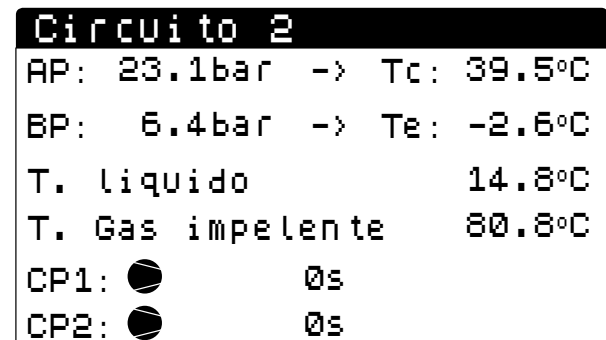 Circuito 2
AP: 23.1bar -> Tc: 39.5ºC
BP: 6.4bar -> Te: -2.6ºC
T. liquido 14.8ºC
T. Gas impelente 80.8ºC
CP1: 0s
CP2: 0s